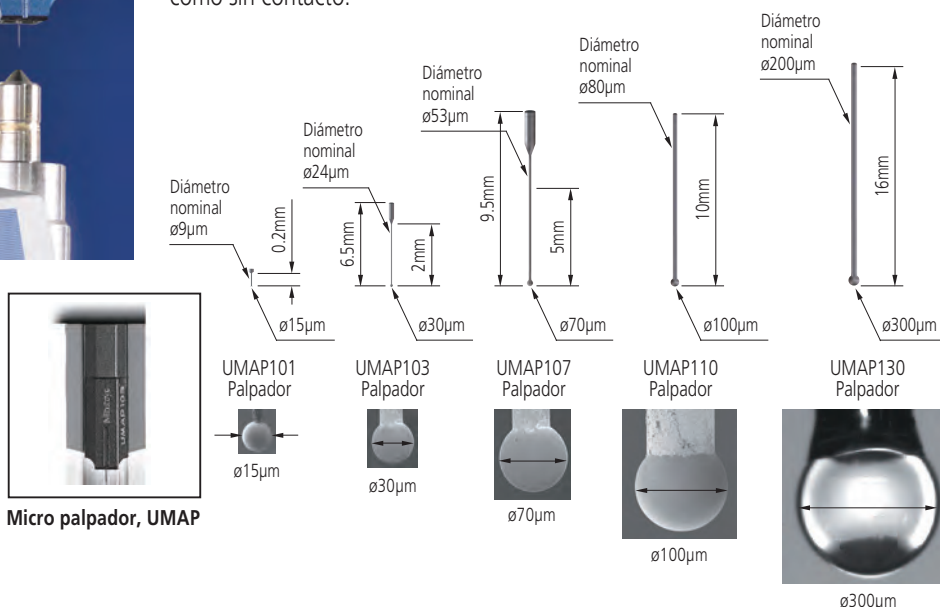 como sin contacto.
Diámetro
nominal
ø9µm
0.2mm
ø15µm
UMAP101
Palpador
ø15µm
Diámetro
nominal
ø24µm
6.5mm
2mm
ø30µm
UMAP103
Palpador
ø30µm
Diámetro
nominal
ø53µm
9.5mm
5mm
ø70µm
UMAP107
Palpador
ø70µm
Diámetro
nominal
ø80µm
10mm
ø100µm
UMAP110
Palpador
ø100µm
Diámetro
nominal
ø200µm
16mm
ø300µm
UMAP130
Palpador
ø300µm
Mitutoyo
UMAP103
Micro palpador, UMAP